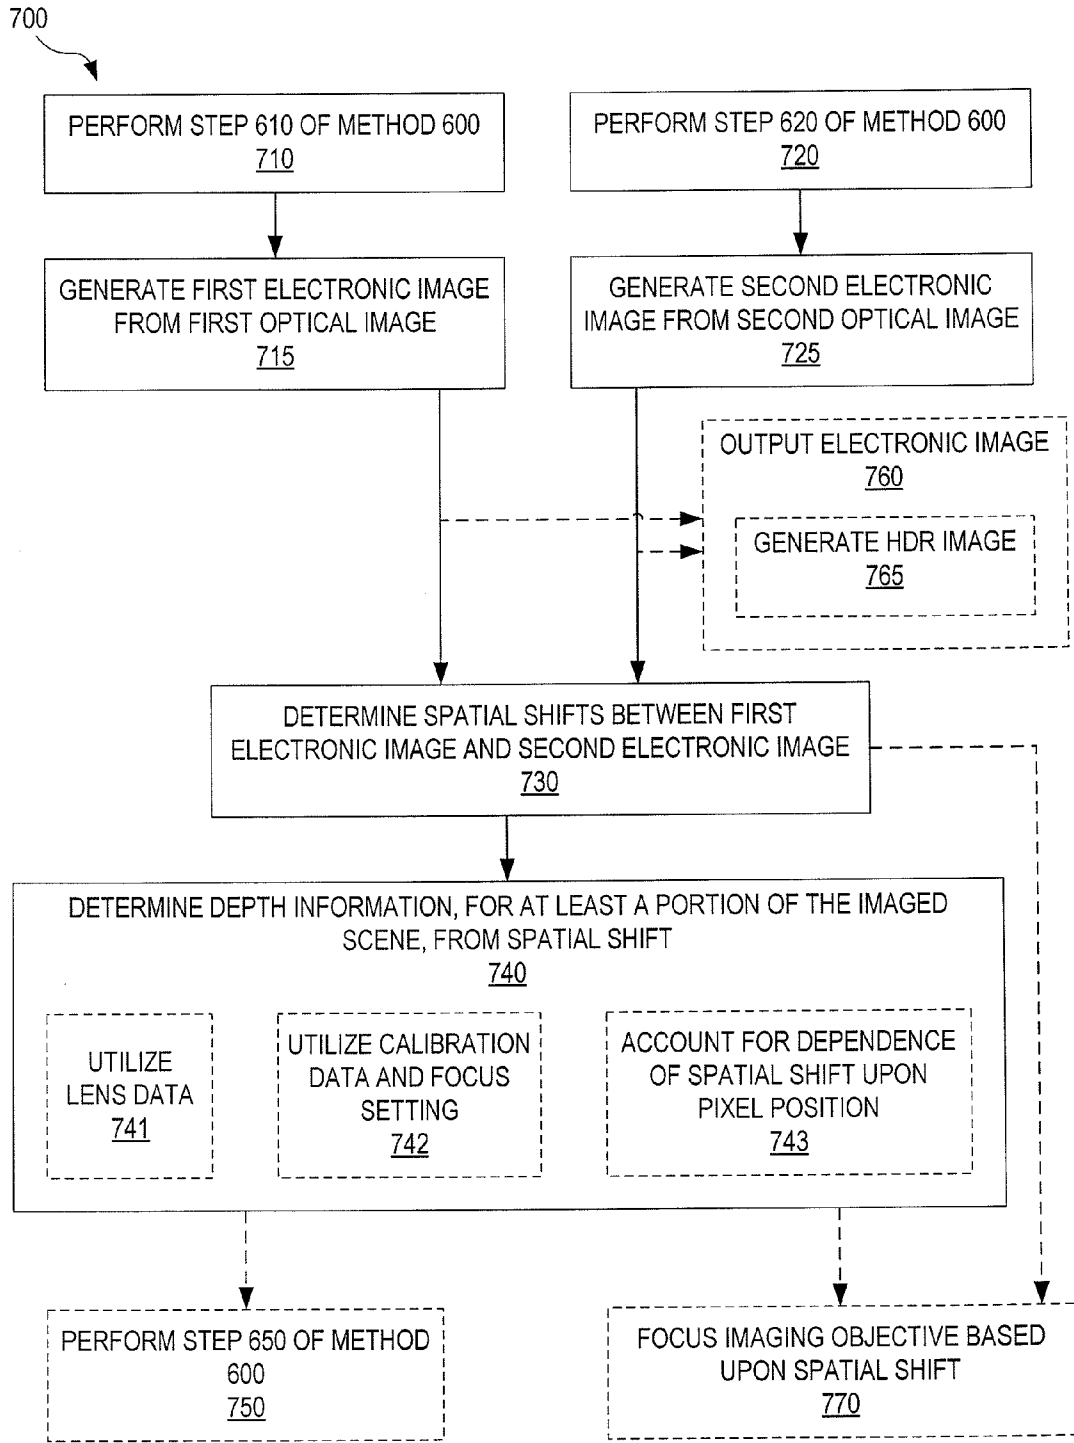 700
PERFORM STEP 610 OF METHOD 600
710
PERFORM STEP 620 OF METHOD 600
720
GENERATE FIRST ELECTRONIC IMAGE
FROM FIRST OPTICAL IMAGE
715
GENERATE SECOND ELECTRONIC
IMAGE FROM SECOND OPTICAL IMAGE
725
OUTPUT ELECTRONIC IMAGE
760
GENERATE HDR IMAGE
765
DETERMINE SPATIAL SHIFTS BETWEEN FIRST
ELECTRONIC IMAGE AND SECOND ELECTRONIC IMAGE
730
DETERMINE DEPTH INFORMATION, FOR AT LEAST A PORTION OF THE IMAGED
SCENE, FROM SPATIAL SHIFT
740
UTILIZE
LENS DATA
741
UTILIZE CALIBRATION
DATA AND FOCUS
SETTING
742
ACCOUNT FOR DEPENDENCE
OF SPATIAL SHIFT UPON
PIXEL POSITION
743
PERFORM STEP 650 OF METHOD
600
750
FOCUS IMAGING OBJECTIVE BASED
UPON SPATIAL SHIFT
770